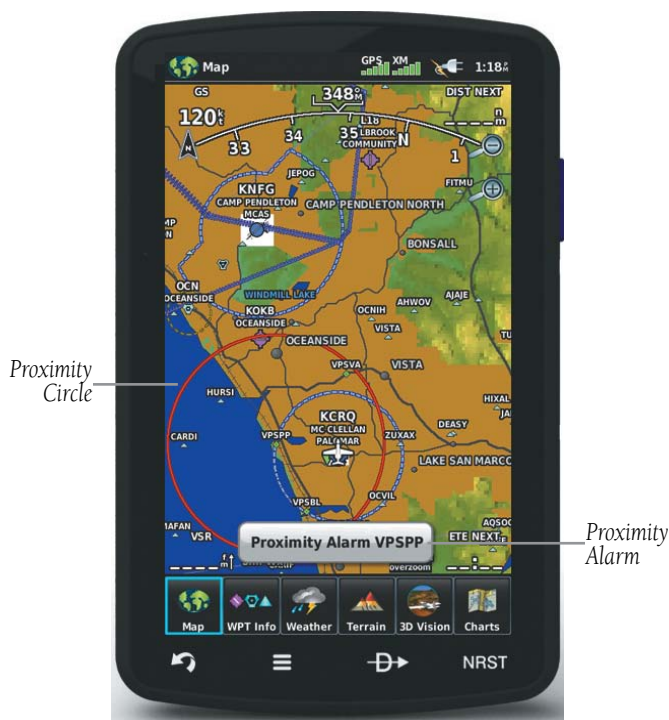 Map
GPS XM
1:18
GS
348°
DIST NEXT
120
33
34
35
N
1
L18
LBROOK
COMMUNITY
JEPOG
FITMU
KNFG
CAMP PENDLETON
MCAS
CAMP PENDLETON NORTH
BONSALL
OCN
OCEANSIDE
WINDMILL LAKE
KOKB
OCEANSIDE
OCNIH
AHWOV
AJAJE
VISTA
OCEANSIDE
VPSVA
VISTA
Proximity
Circle
HURSI
HIXAL
KCRQ
MC CLELLAN
PALOMAR
CARDI
VPSPP
ZUXAX
DEASY
LAKE SAN MARCO
VPSBL
OCVIL
MAFAN
VSR
AQSOC
ETE NEXT
Proximity Alarm VPSPP
Proximity
Alarm
overzoom
Map
WPT Info
Weather
Terrain
3D Vision
Charts
D
NRST